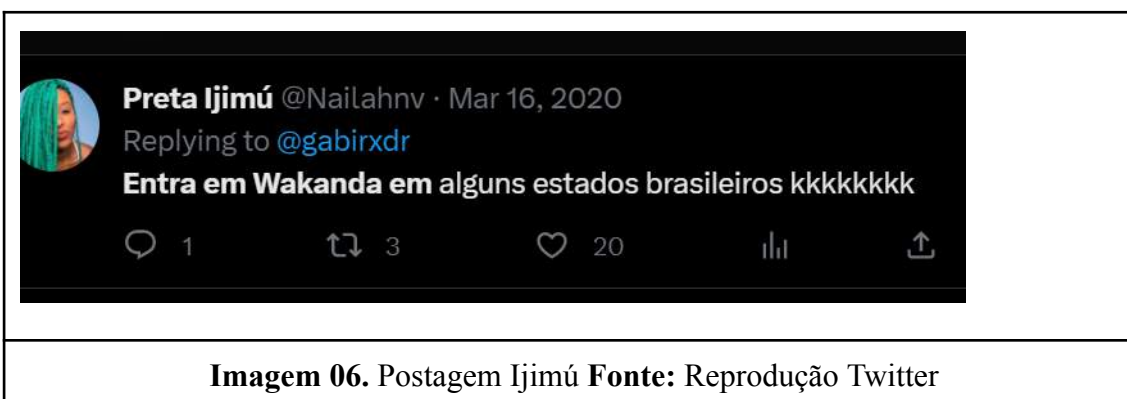 Preta Ijimú @Nailahnv · Mar 16, 2020
Replying to @gabirxdr
Entra em Wakanda em alguns estados brasileiros kkkkkkkk
1 3 20
Imagem 06. Postagem Ijimú Fonte: Reprodução Twitter